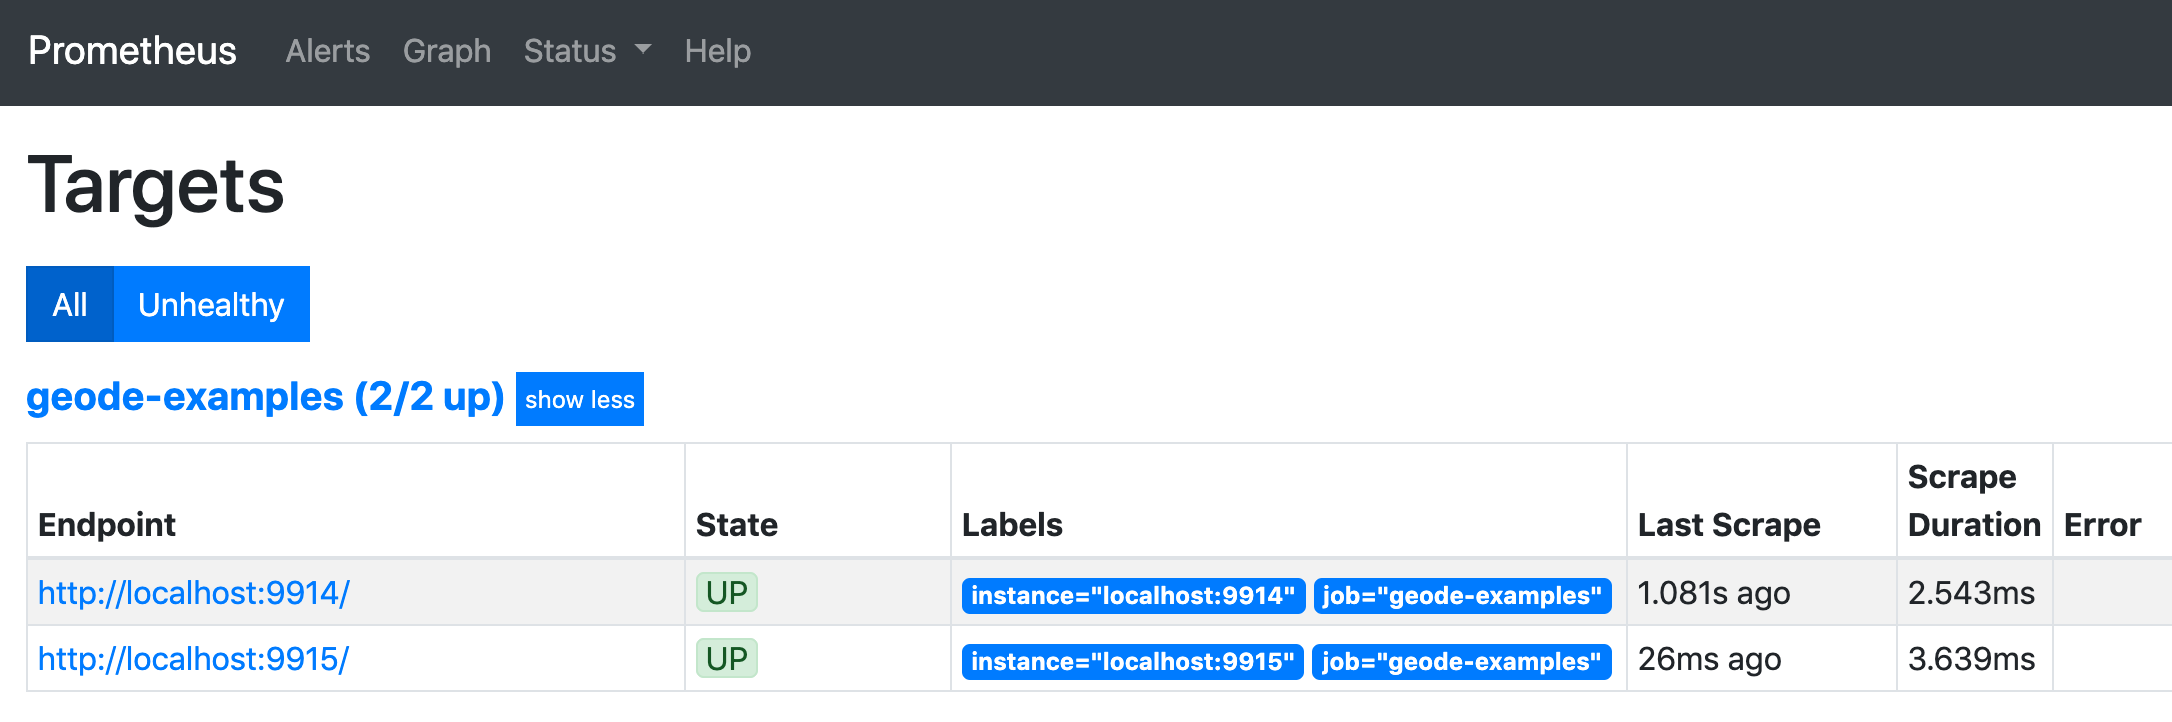 Prometheus Alerts Graph Status Help
Targets
All Unhealthy
geode-examples (2/2 up) show less
Endpoint State Labels Last Scrape Scrape Duration Error
http://localhost:9914/ UP instance="localhost:9914" job="geode-examples" 1.081s ago 2.543ms
http://localhost:9915/ UP instance="localhost:9915" job="geode-examples" 26ms ago 3.639ms